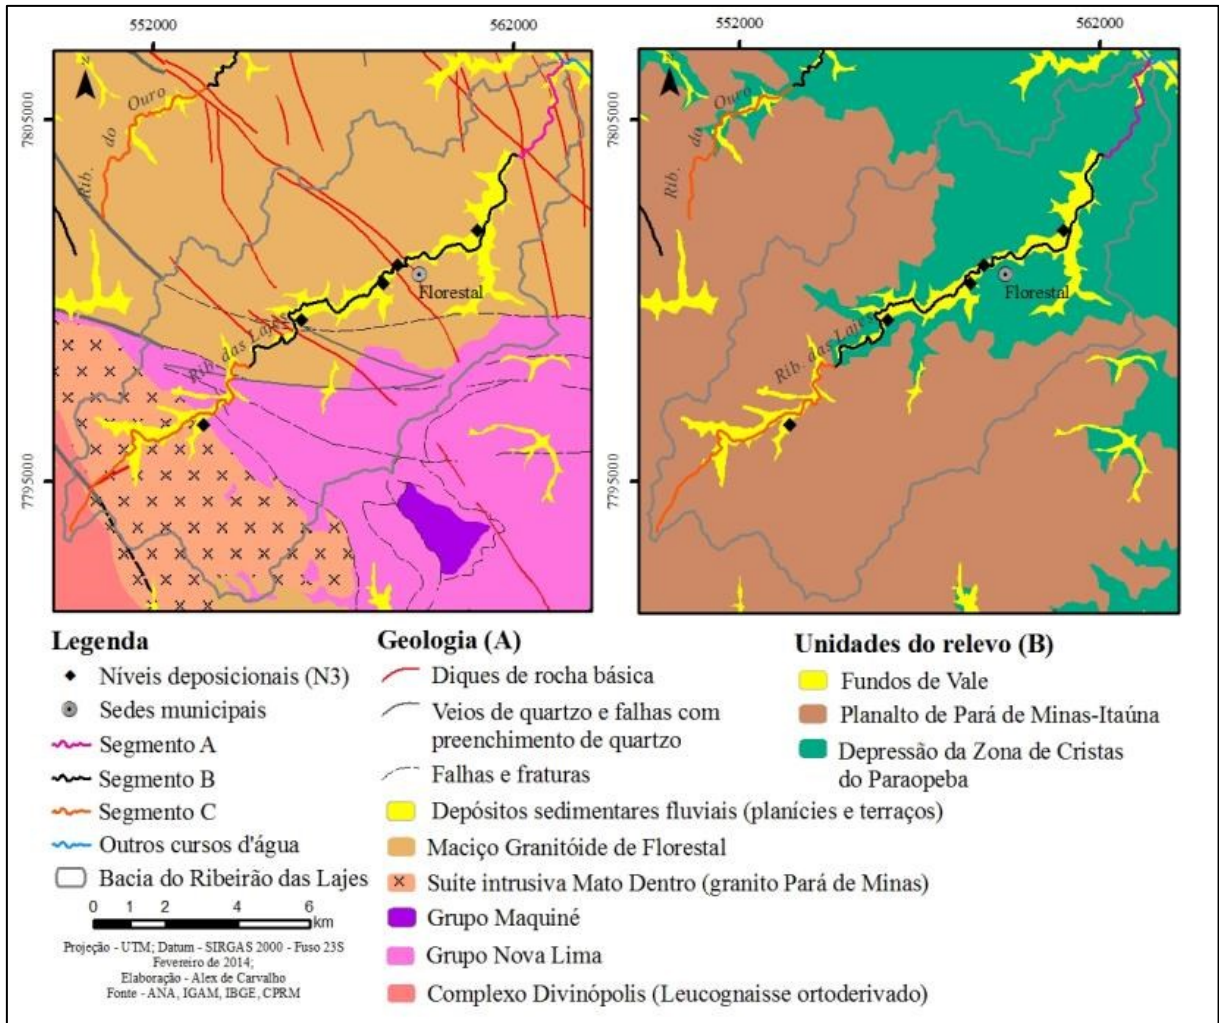 552000
562000
552000
562000
7805000
7795000
Rib. do Ouro
Florestal
Rib. das Lajes
7805000
7795000
Rib. do Ouro
Florestal
Rib. das Lajes
Legenda
Níveis deposicionais (N3)
Sedes municipais
Segmento A
Segmento B
Segmento C
Outros cursos d'água
Bacia do Ribeirão das Lajes
0 1 2 4 6
km
Projeção - UTM; Datum - SIRGAS 2000 - Fuso 23S
Fevereiro de 2014;
Elaboração - Alex de Carvalho
Fonte - ANA, IGAM, IBGE, CPRM
Geologia (A)
Diques de rocha básica
Veios de quartzo e falhas com
preenchimento de quartzo
Falhas e fraturas
Depósitos sedimentares fluviais (planícies e terraços)
Maciço Granitóide de Florestal
Suíte intrusiva Mato Dentro (granito Pará de Minas)
Grupo Maquiné
Grupo Nova Lima
Complexo Divinópolis (Leucognaisse ortoderivado)
Unidades do relevo (B)
Fundos de Vale
Planalto de Pará de Minas-Itaúna
Depressão da Zona de Cristas
do Paraopeba